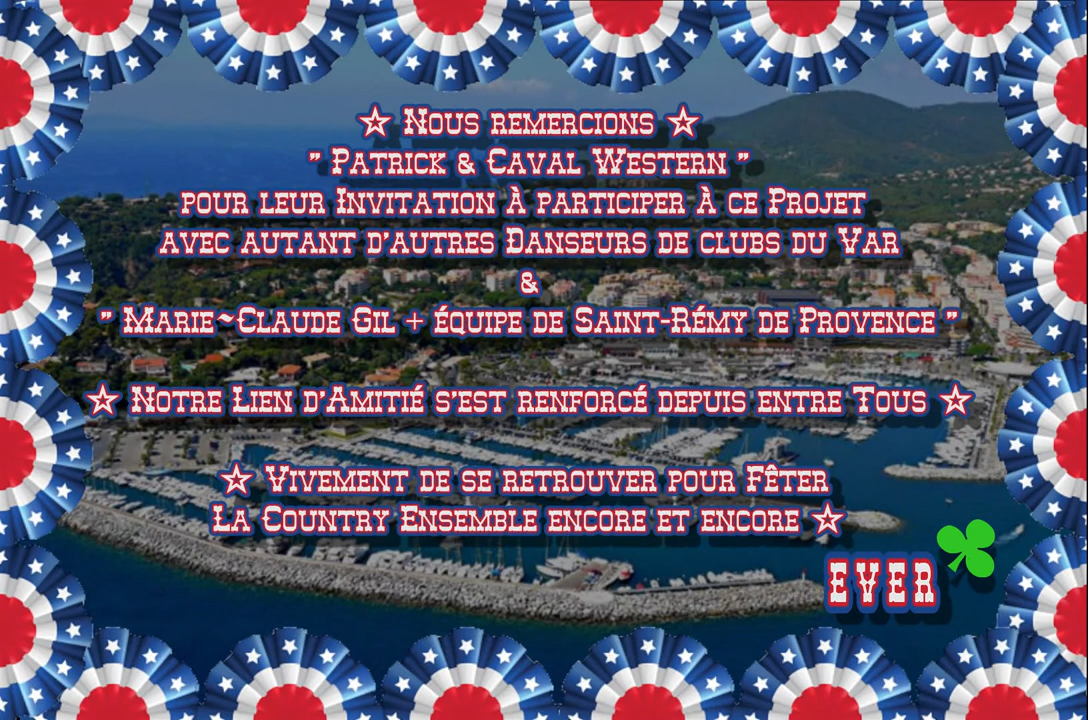 ☆ Nous remercions ☆
" Patrick & Caval Western "
pour leur Invitation À participer À ce Projet
avec autant d'autres Danseurs de clubs du Var
&
" Marie~Claude Gil + équipe de Saint-Rémy de Provence "
☆ Notre Lien d'Amitié s'est renforcé depuis entre Tous ☆
☆ Vivement de se retrouver pour Fêter
La Country Ensemble encore et encore ☆
EVER